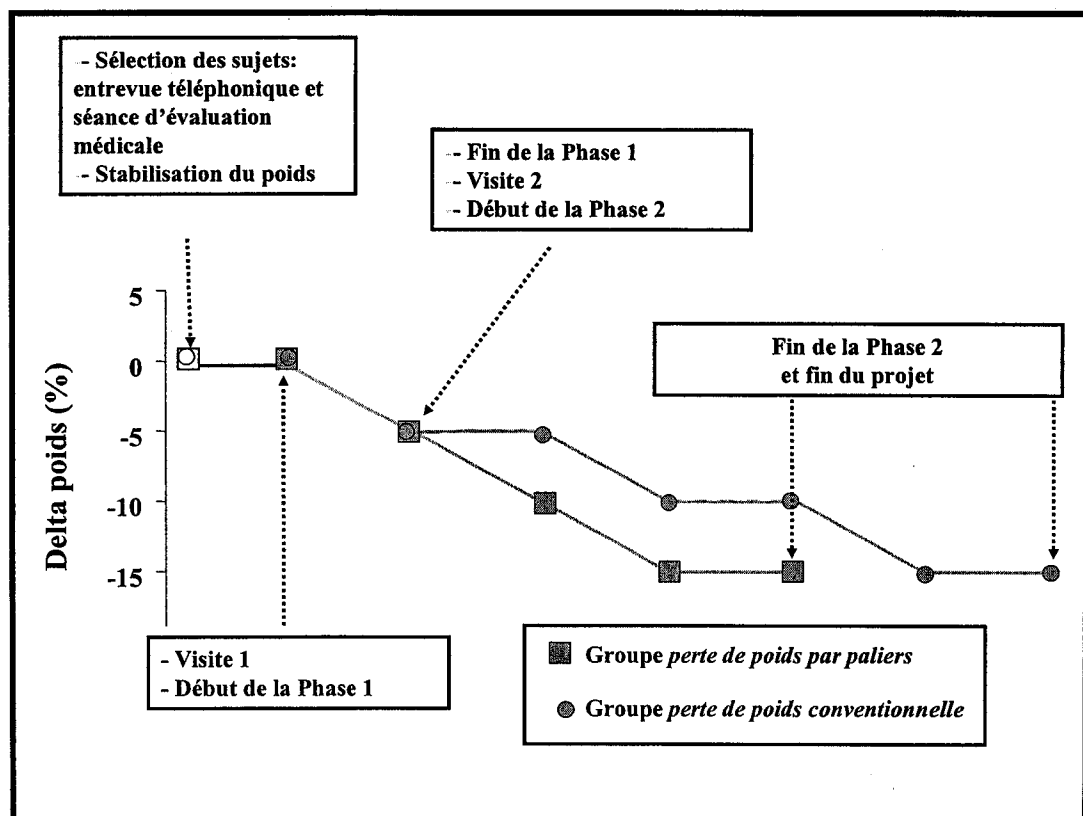 - Sélection des sujets:
entrevue téléphonique et
séance d'évaluation
médicale
- Stabilisation du poids
- Fin de la Phase 1
- Visite 2
- Début de la Phase 2
Fin de la Phase 2
et fin du projet
Delta poids (%)
5
0
-5
-10
-15
- Visite 1
- Début de la Phase 1
Groupe perte de poids par paliers
Groupe perte de poids conventionnelle